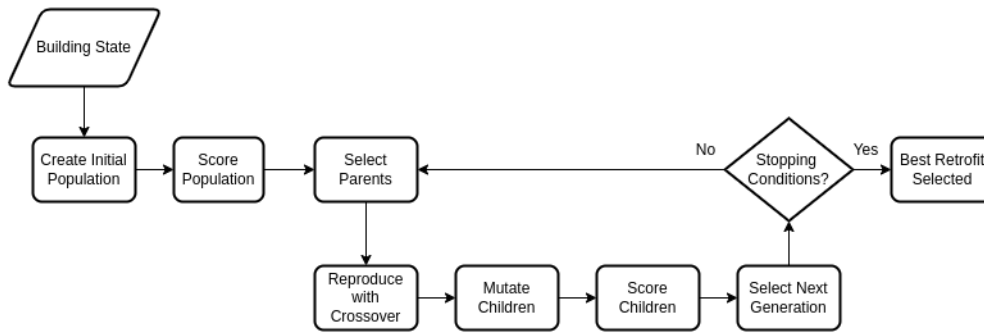 Building State
Create Initial
Population
Score
Population
Select
Parents
No
Stopping
Conditions?
Yes
Best Retrofit
Selected
Reproduce
with
Crossover
Mutate
Children
Score
Children
Select Next
Generation